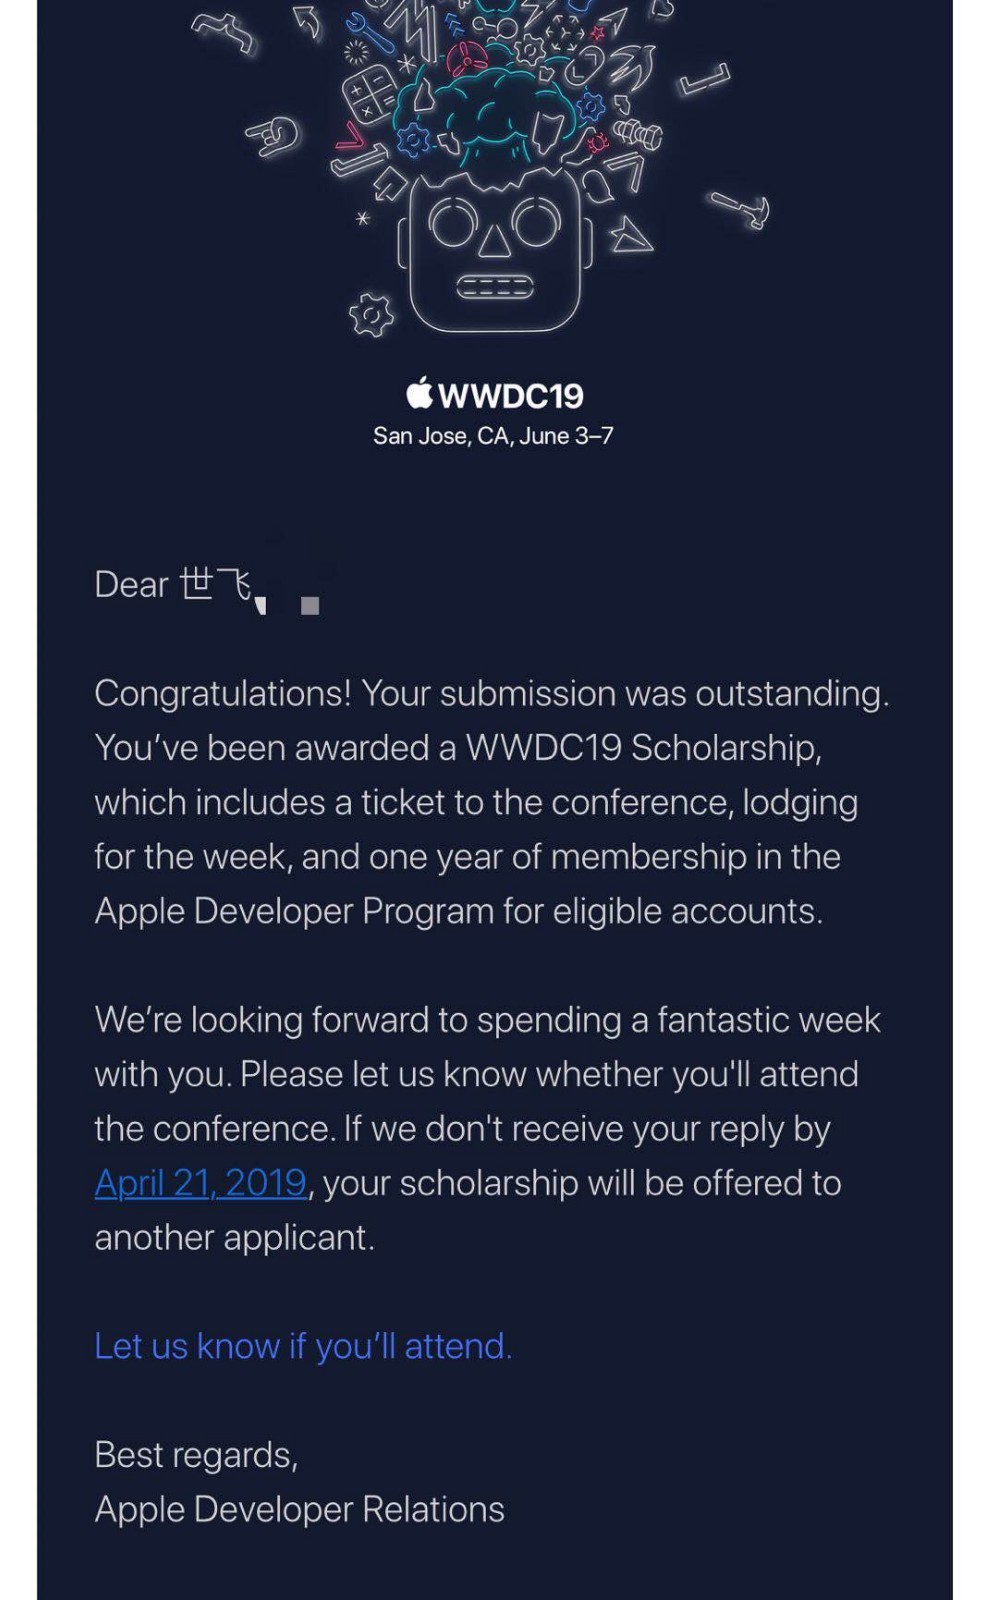 WWDC19
San Jose, CA, June 3–7
Dear 世飞
Congratulations! Your submission was outstanding.
You’ve been awarded a WWDC19 Scholarship,
which includes a ticket to the conference, lodging
for the week, and one year of membership in the
Apple Developer Program for eligible accounts.
We’re looking forward to spending a fantastic week
with you. Please let us know whether you'll attend
the conference. If we don't receive your reply by
April 21, 2019, your scholarship will be offered to
another applicant.
Let us know if you’ll attend.
Best regards,
Apple Developer Relations